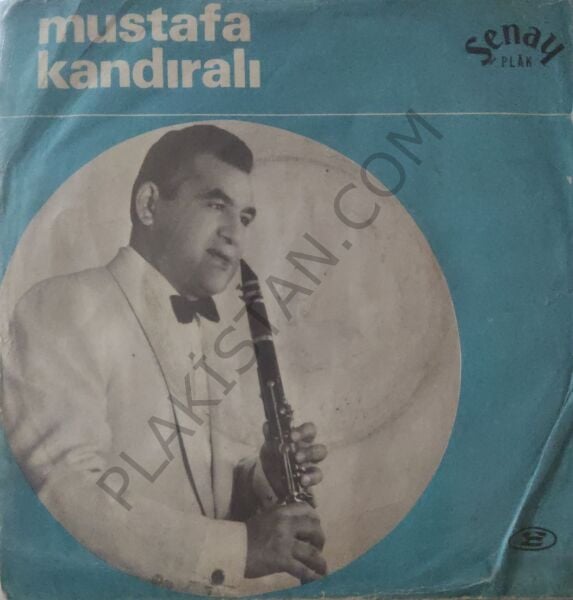 mustafa
kandıralı
Şenay
PLÂK
PLAKİSTAN.COM
E